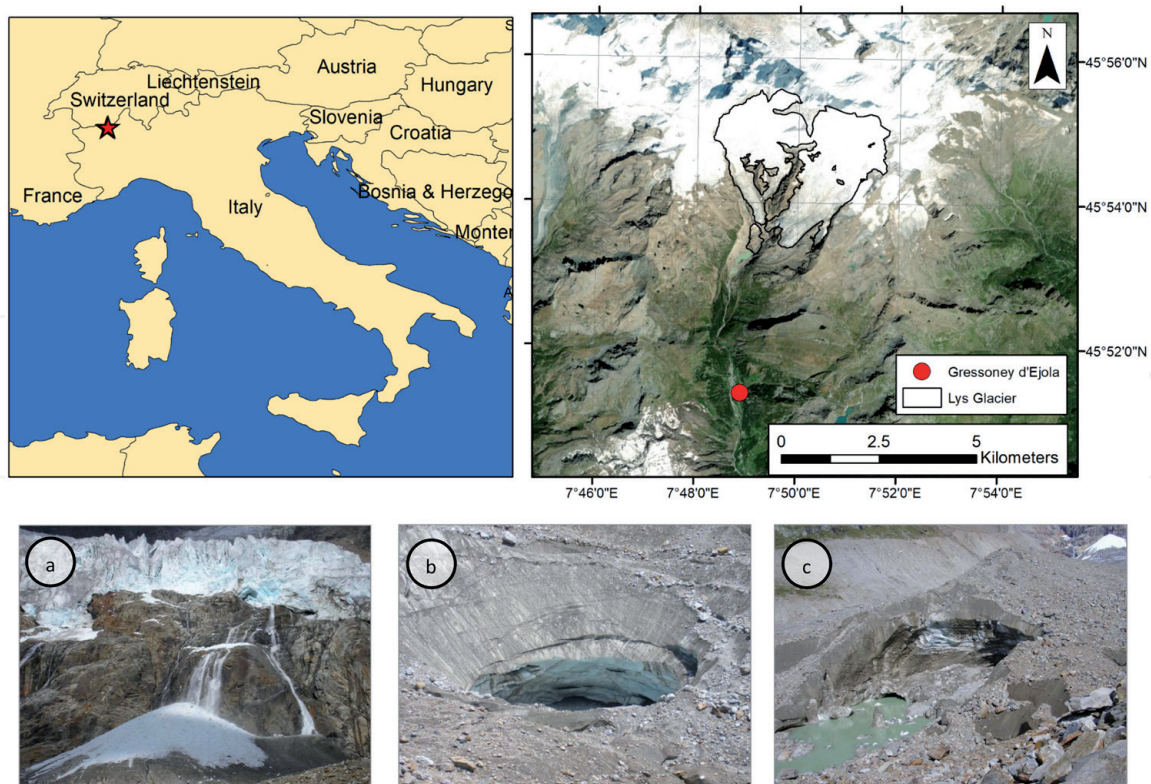 Austria
Liechtenstein
Hungary
Switzerland
Slovenia
Croatia
France
Bosnia & Herzego
Italy
Monten
N
45°56'0"N
45°54'0"N
45°52'0"N
Gressoney d'Ejola
Lys Glacier
0 2.5 5
Kilometers
7°46'0"E 7°48'0"E 7°50'0"E 7°52'0"E 7°54'0"E
a
b
c